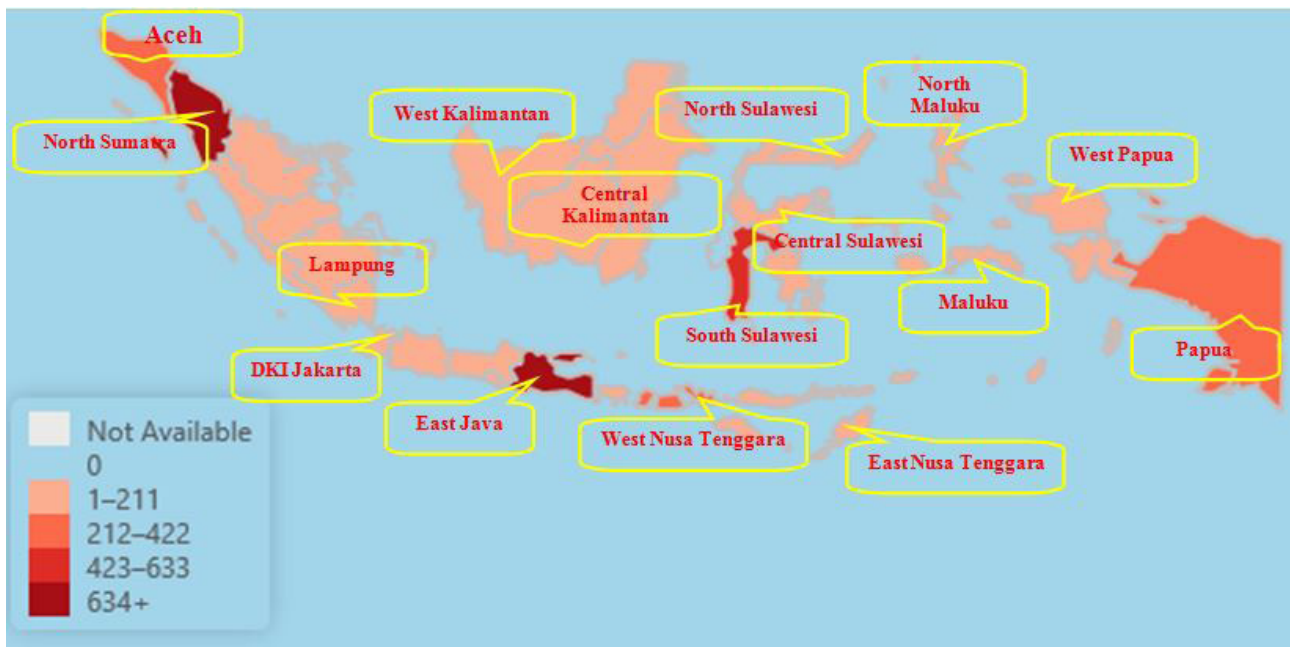 Aceh
North Sumatra
West Kalimantan
North Sulawesi
North
Maluku
West Papua
Central
Kalimantan
Central Sulawesi
Lampung
Maluku
South Sulawesi
Papua
DKI Jakarta
East Java
West Nusa Tenggara
East Nusa Tenggara
Not Available
0
1–211
212–422
423–633
634+